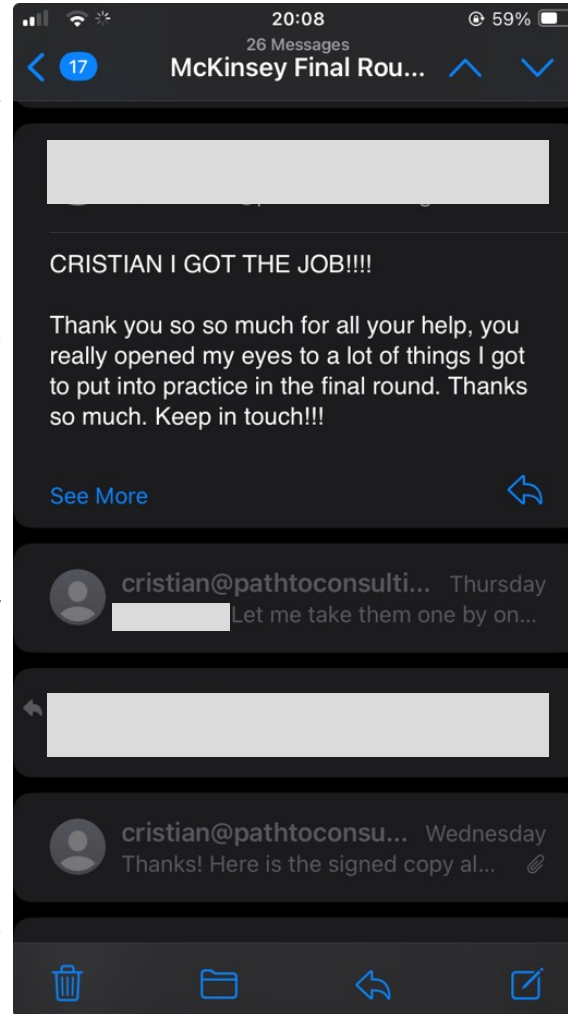 20:08
59%
26 Messages
17
McKinsey Final Rou...
CRISTIAN I GOT THE JOB!!!!
Thank you so so much for all your help, you
really opened my eyes to a lot of things I got
to put into practice in the final round. Thanks
so much. Keep in touch!!!
See More
cristian@pathtoconsulti... Thursday
Let me take them one by on...
cristian@pathtoconsu... Wednesday
Thanks! Here is the signed copy al...